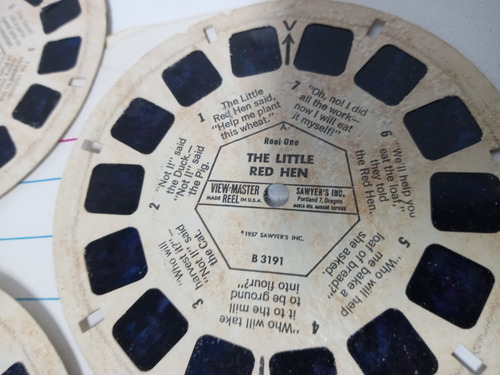 V
A
Reel One
THE LITTLE
RED HEN
VIEW-MASTER
MADE REEL IN U.S.A.
SAWYER'S INC.
Portland 7, Oregon
MARCA REG. MARQUE DEPOSEE
©1957 SAWYER'S INC.
B 3191
1
The Little
Red Hen said,
"Help me plant
this wheat."
2
"Not I!" said
the Duck.—
"Not I!" said
the Pig.
3
"Who will
harvest it?"—
"Not I!" said
the Cat.
4
"Who will take
it to the mill
to be ground
into flour?"
5
"Who will help
me bake a
loaf of bread?"
she asked.
6
"We'll help you
eat the loaf,"
they told
the Red Hen.
7
"Oh, no! I did
all the work—
now I will eat
it myself!"